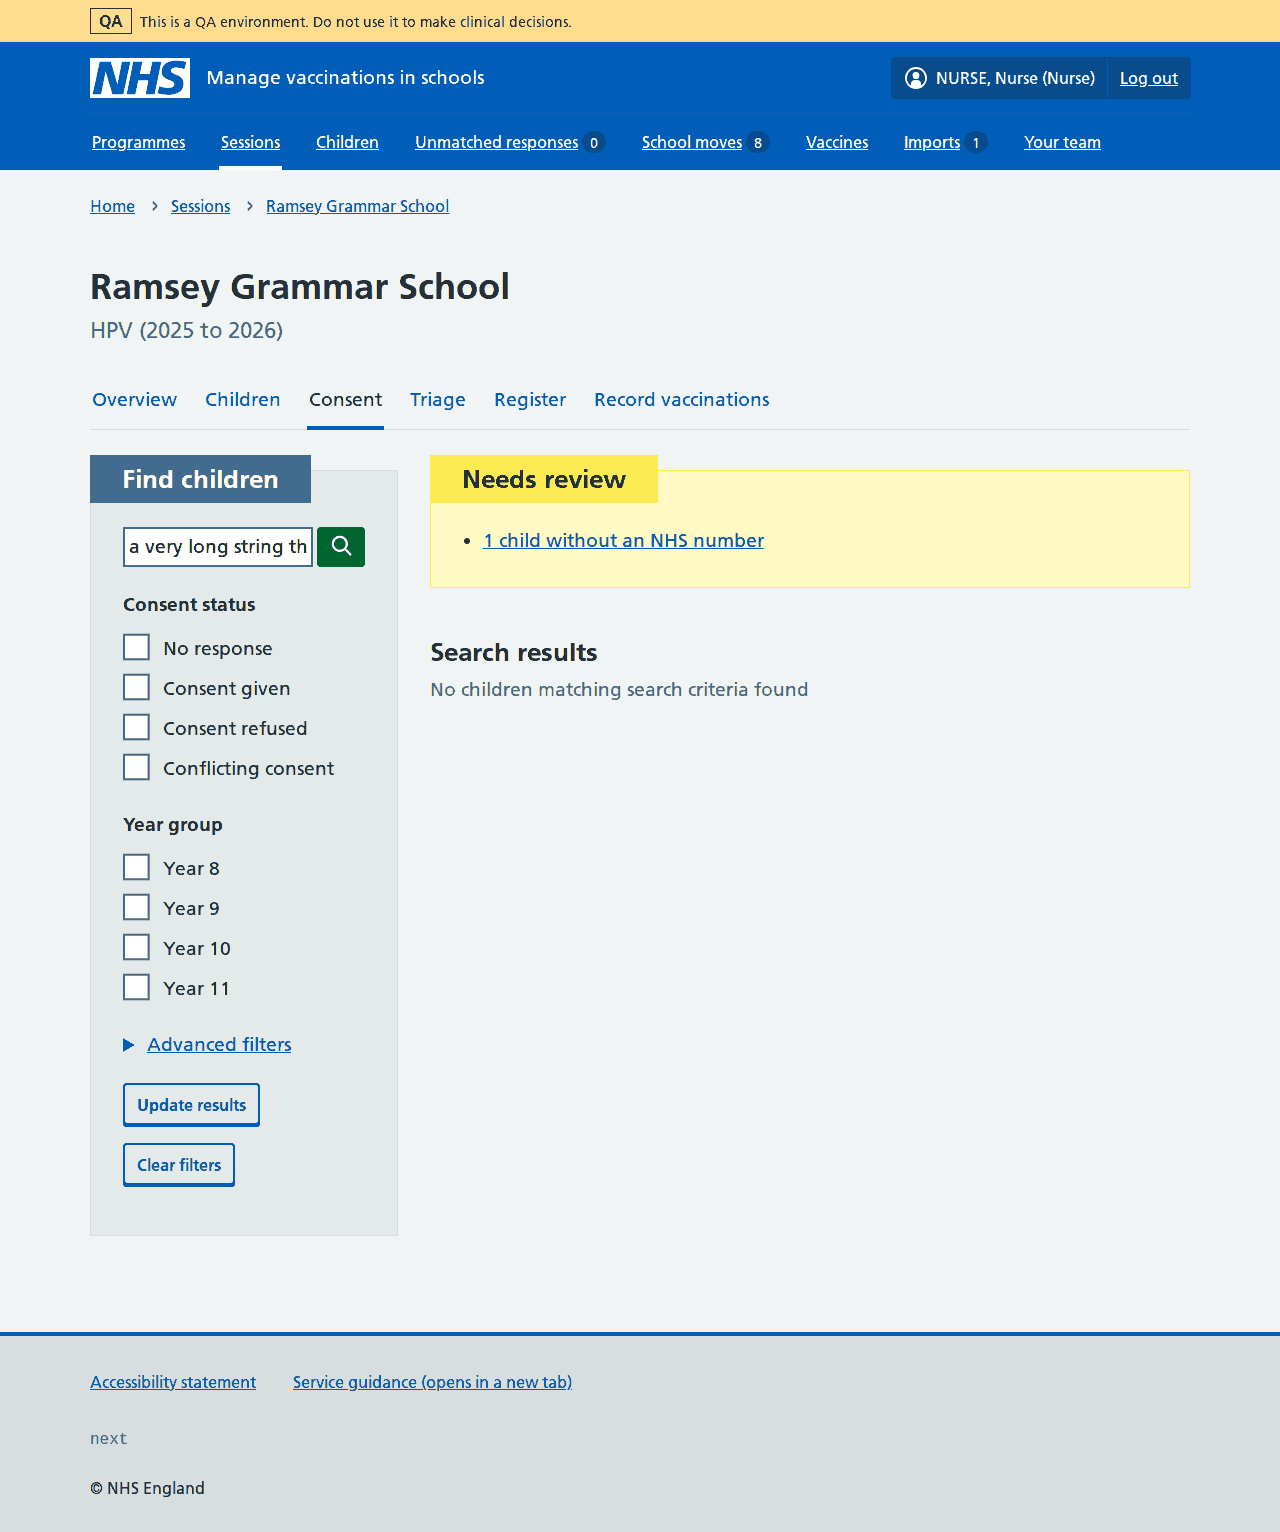 QA This is a QA environment. Do not use it to make clinical decisions.
NHS Manage vaccinations in schools NURSE, Nurse (Nurse) Log out
Programmes Sessions Children Unmatched responses 0 School moves 8 Vaccines Imports 1 Your team
Home Sessions Ramsey Grammar School
Ramsey Grammar School
HPV (2025 to 2026)
Overview Children Consent Triage Register Record vaccinations
Find children
a very long string th
Consent status
No response
Consent given
Consent refused
Conflicting consent
Year group
Year 8
Year 9
Year 10
Year 11
Advanced filters
Update results
Clear filters
Needs review
1 child without an NHS number
Search results
No children matching search criteria found
Accessibility statement Service guidance (opens in a new tab)
next
© NHS England